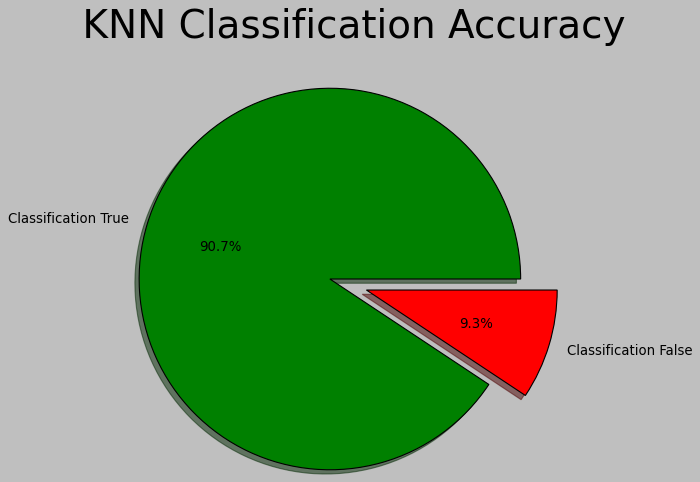 KNN Classification Accuracy
Classification True
90.7%
9.3%
Classification False